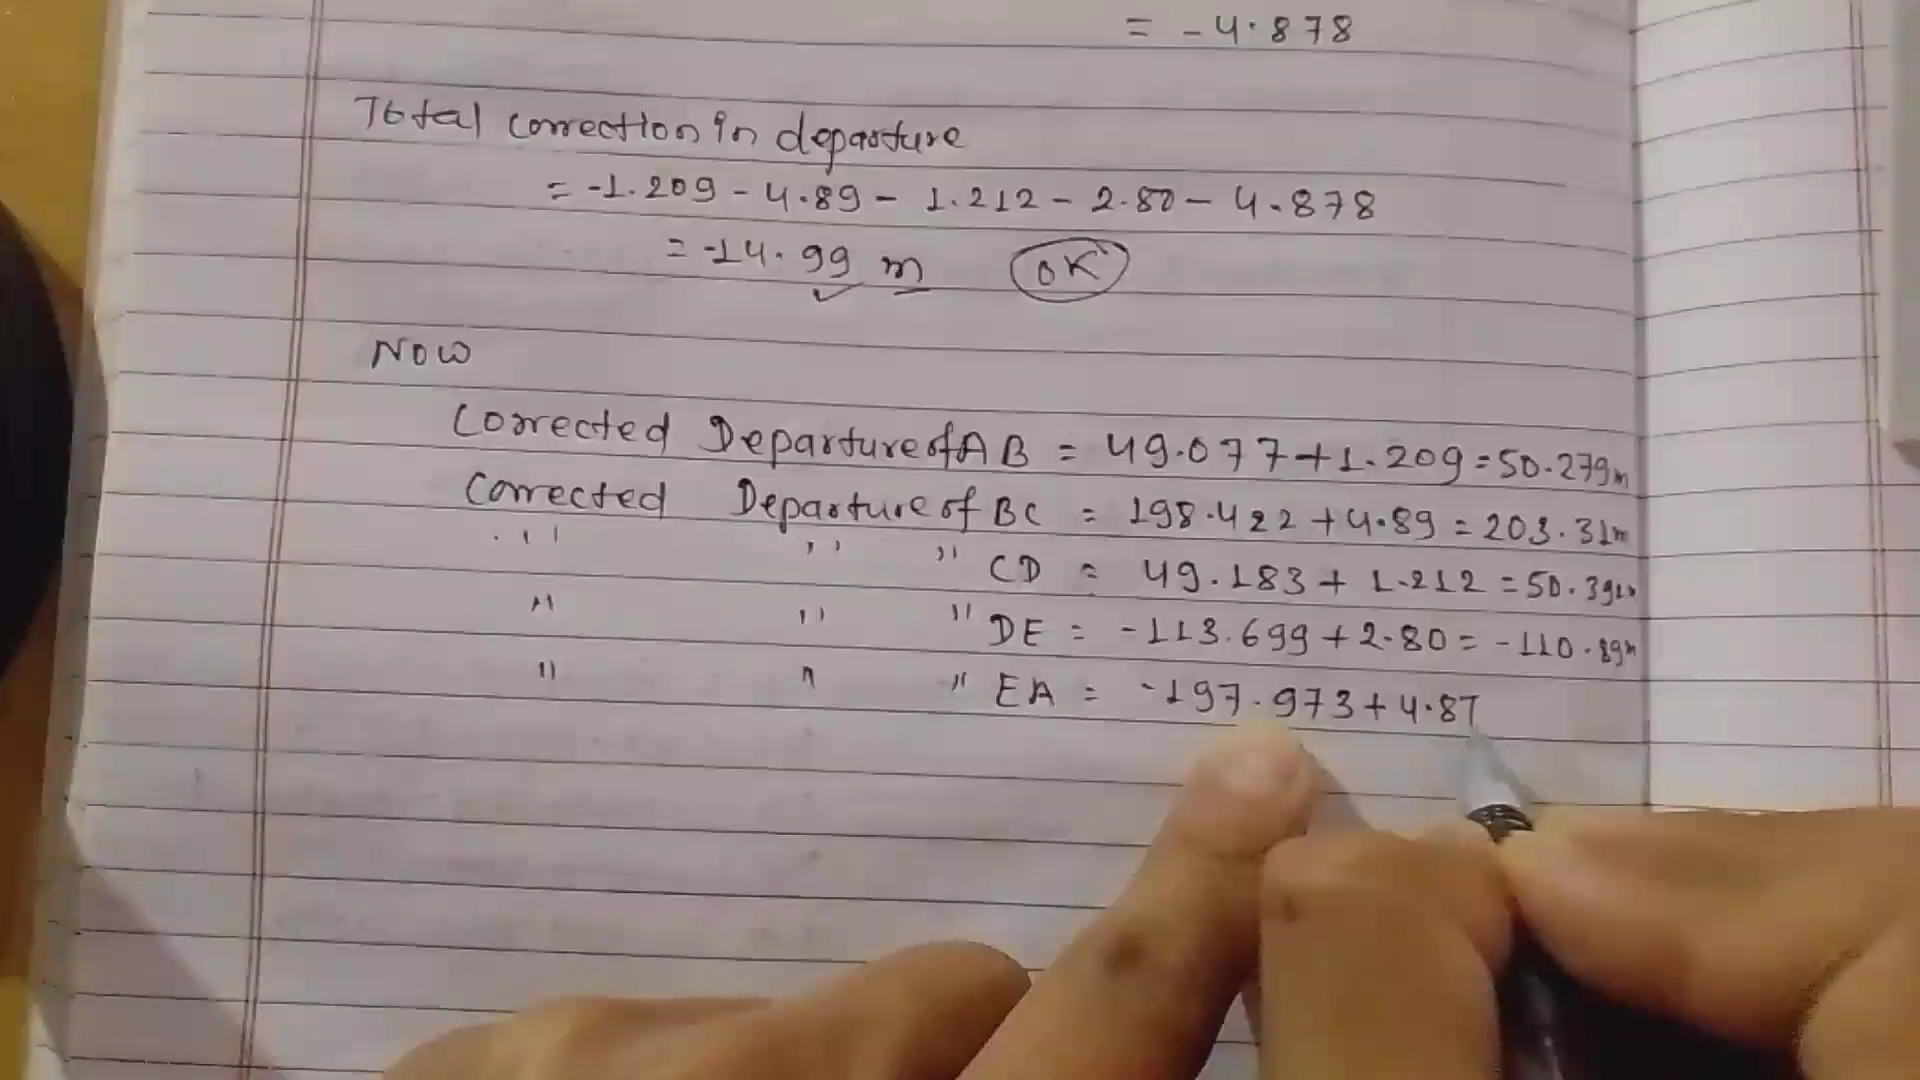 = - 4.878
Total correction in departure
= -1.209 - 4.89 - 1.212 - 2.80 - 4.878
= -14.99 m OK
Now
Corrected Departure of AB = 49.077 + 1.209 = 50.279m
Corrected Departure of BC = 198.422 + 4.89 = 203.31m
" " " CD = 49.183 + 1.212 = 50.39m
" " " DE = -113.699 + 2.80 = -110.89m
" " " EA = -197.973 + 4.87